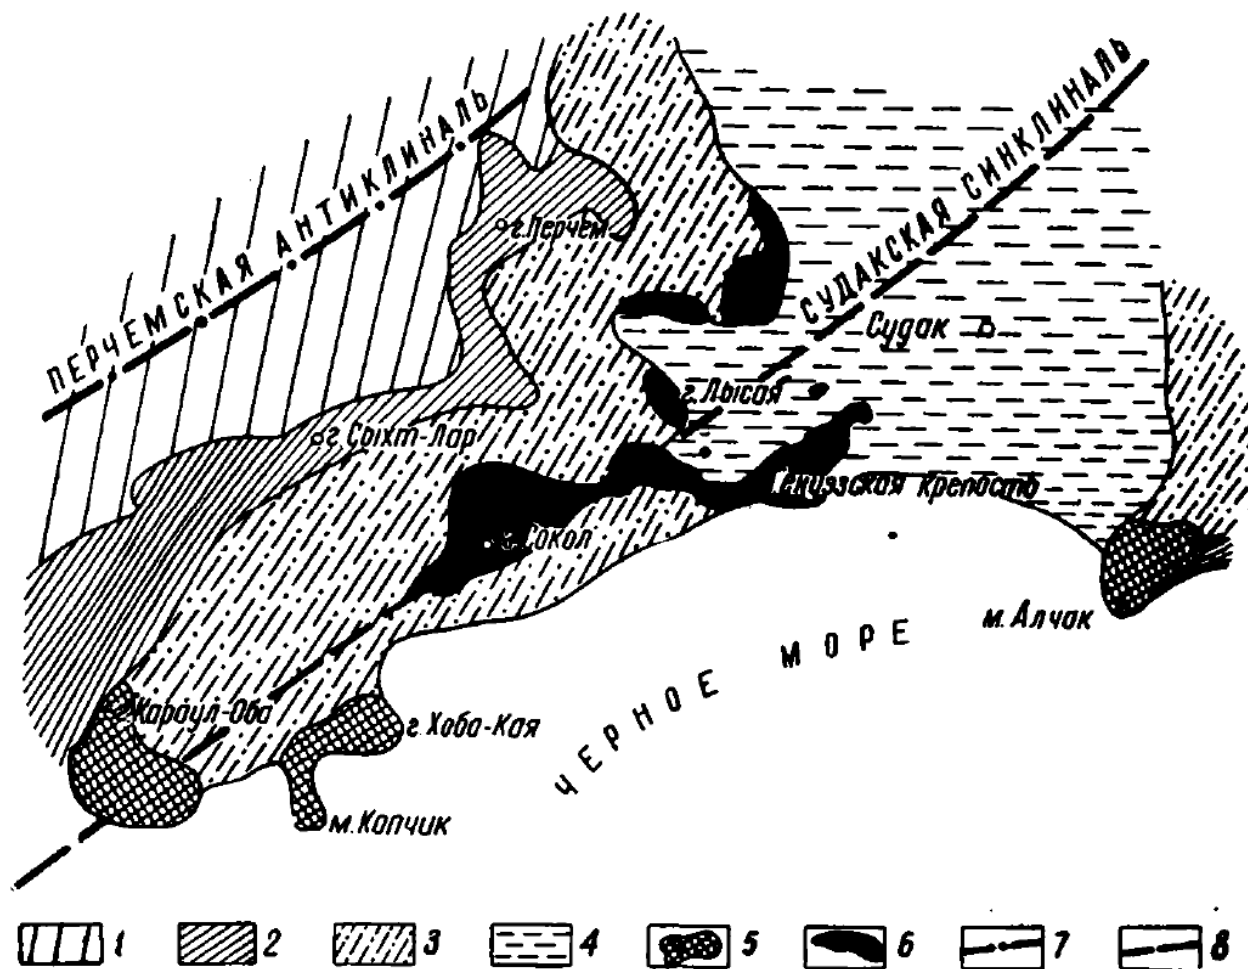 ПЕРЧЕМСКАЯ АНТИКЛИНАЛЬ
СУДАКСКАЯ СИНКЛИНАЛЬ
г. Перчем
Судак
г. Лысая
г. Сыхт-Лар
Генуэзская крепость
г. Сокол
м. Алчак
г. Караул-Оба
г. Хоба-Кая
м. Копчик
ЧЕРНОЕ МОРЕ
1 2 3 4 5 6 7 8